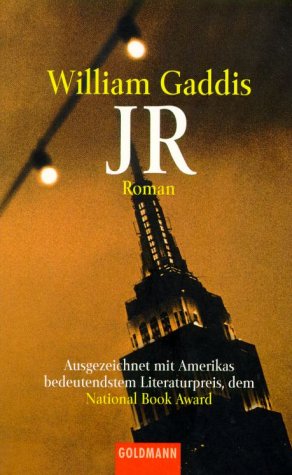 William Gaddis
JR
Roman
Ausgezeichnet mit Amerikas
bedeutendstem Literaturpreis, dem
National Book Award
GOLDMANN